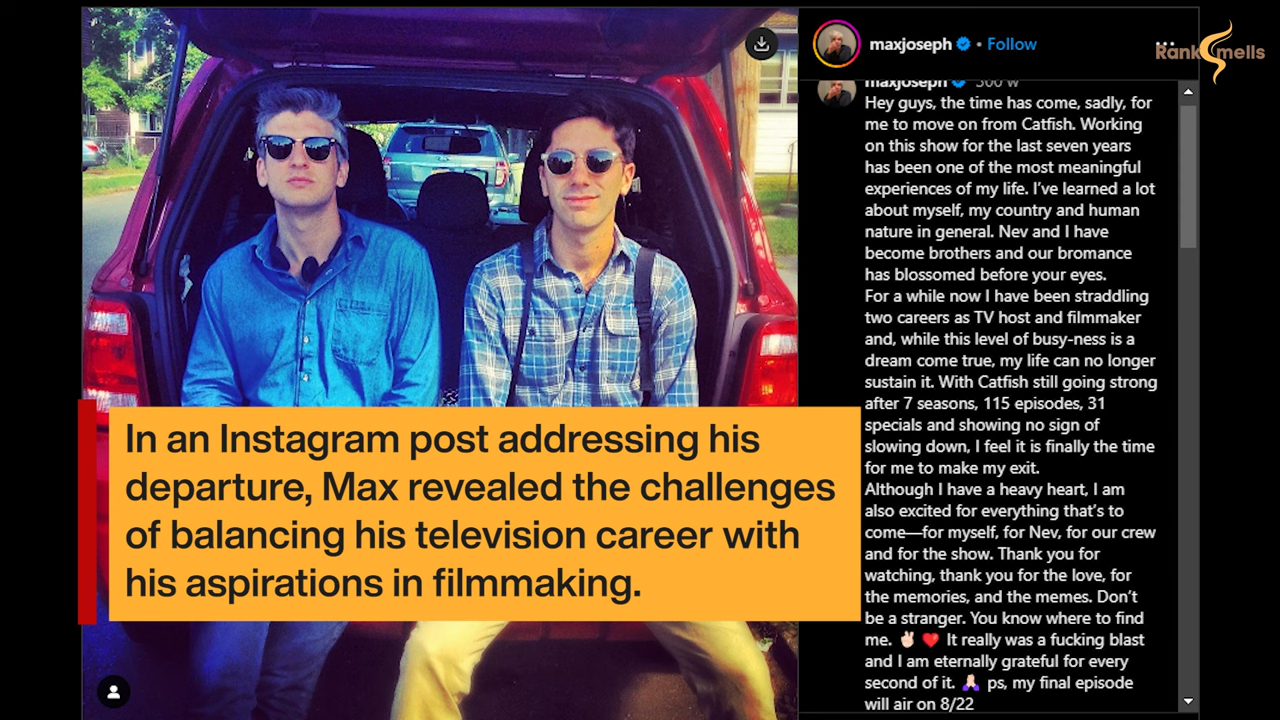 maxjoseph • Follow
Rank Smells
maxjoseph 300 w
Hey guys, the time has come, sadly, for
me to move on from Catfish. Working
on this show for the last seven years
has been one of the most meaningful
experiences of my life. I've learned a lot
about myself, my country and human
nature in general. Nev and I have
become brothers and our bromance
has blossomed before your eyes.
For a while now I have been straddling
two careers as TV host and filmmaker
and, while this level of busy-ness is a
dream come true, my life can no longer
sustain it. With Catfish still going strong
after 7 seasons, 115 episodes, 31
specials and showing no sign of
slowing down, I feel it is finally the time
for me to make my exit.
Although I have a heavy heart, I am
also excited for everything that's to
come—for myself, for Nev, for our crew
and for the show. Thank you for
watching, thank you for the love, for
the memories, and the memes. Don't
be a stranger. You know where to find
me. ✌🏻 ❤️ It really was a fucking blast
and I am eternally grateful for every
second of it. 🙏🏻 ps, my final episode
will air on 8/22
In an Instagram post addressing his
departure, Max revealed the challenges
of balancing his television career with
his aspirations in filmmaking.